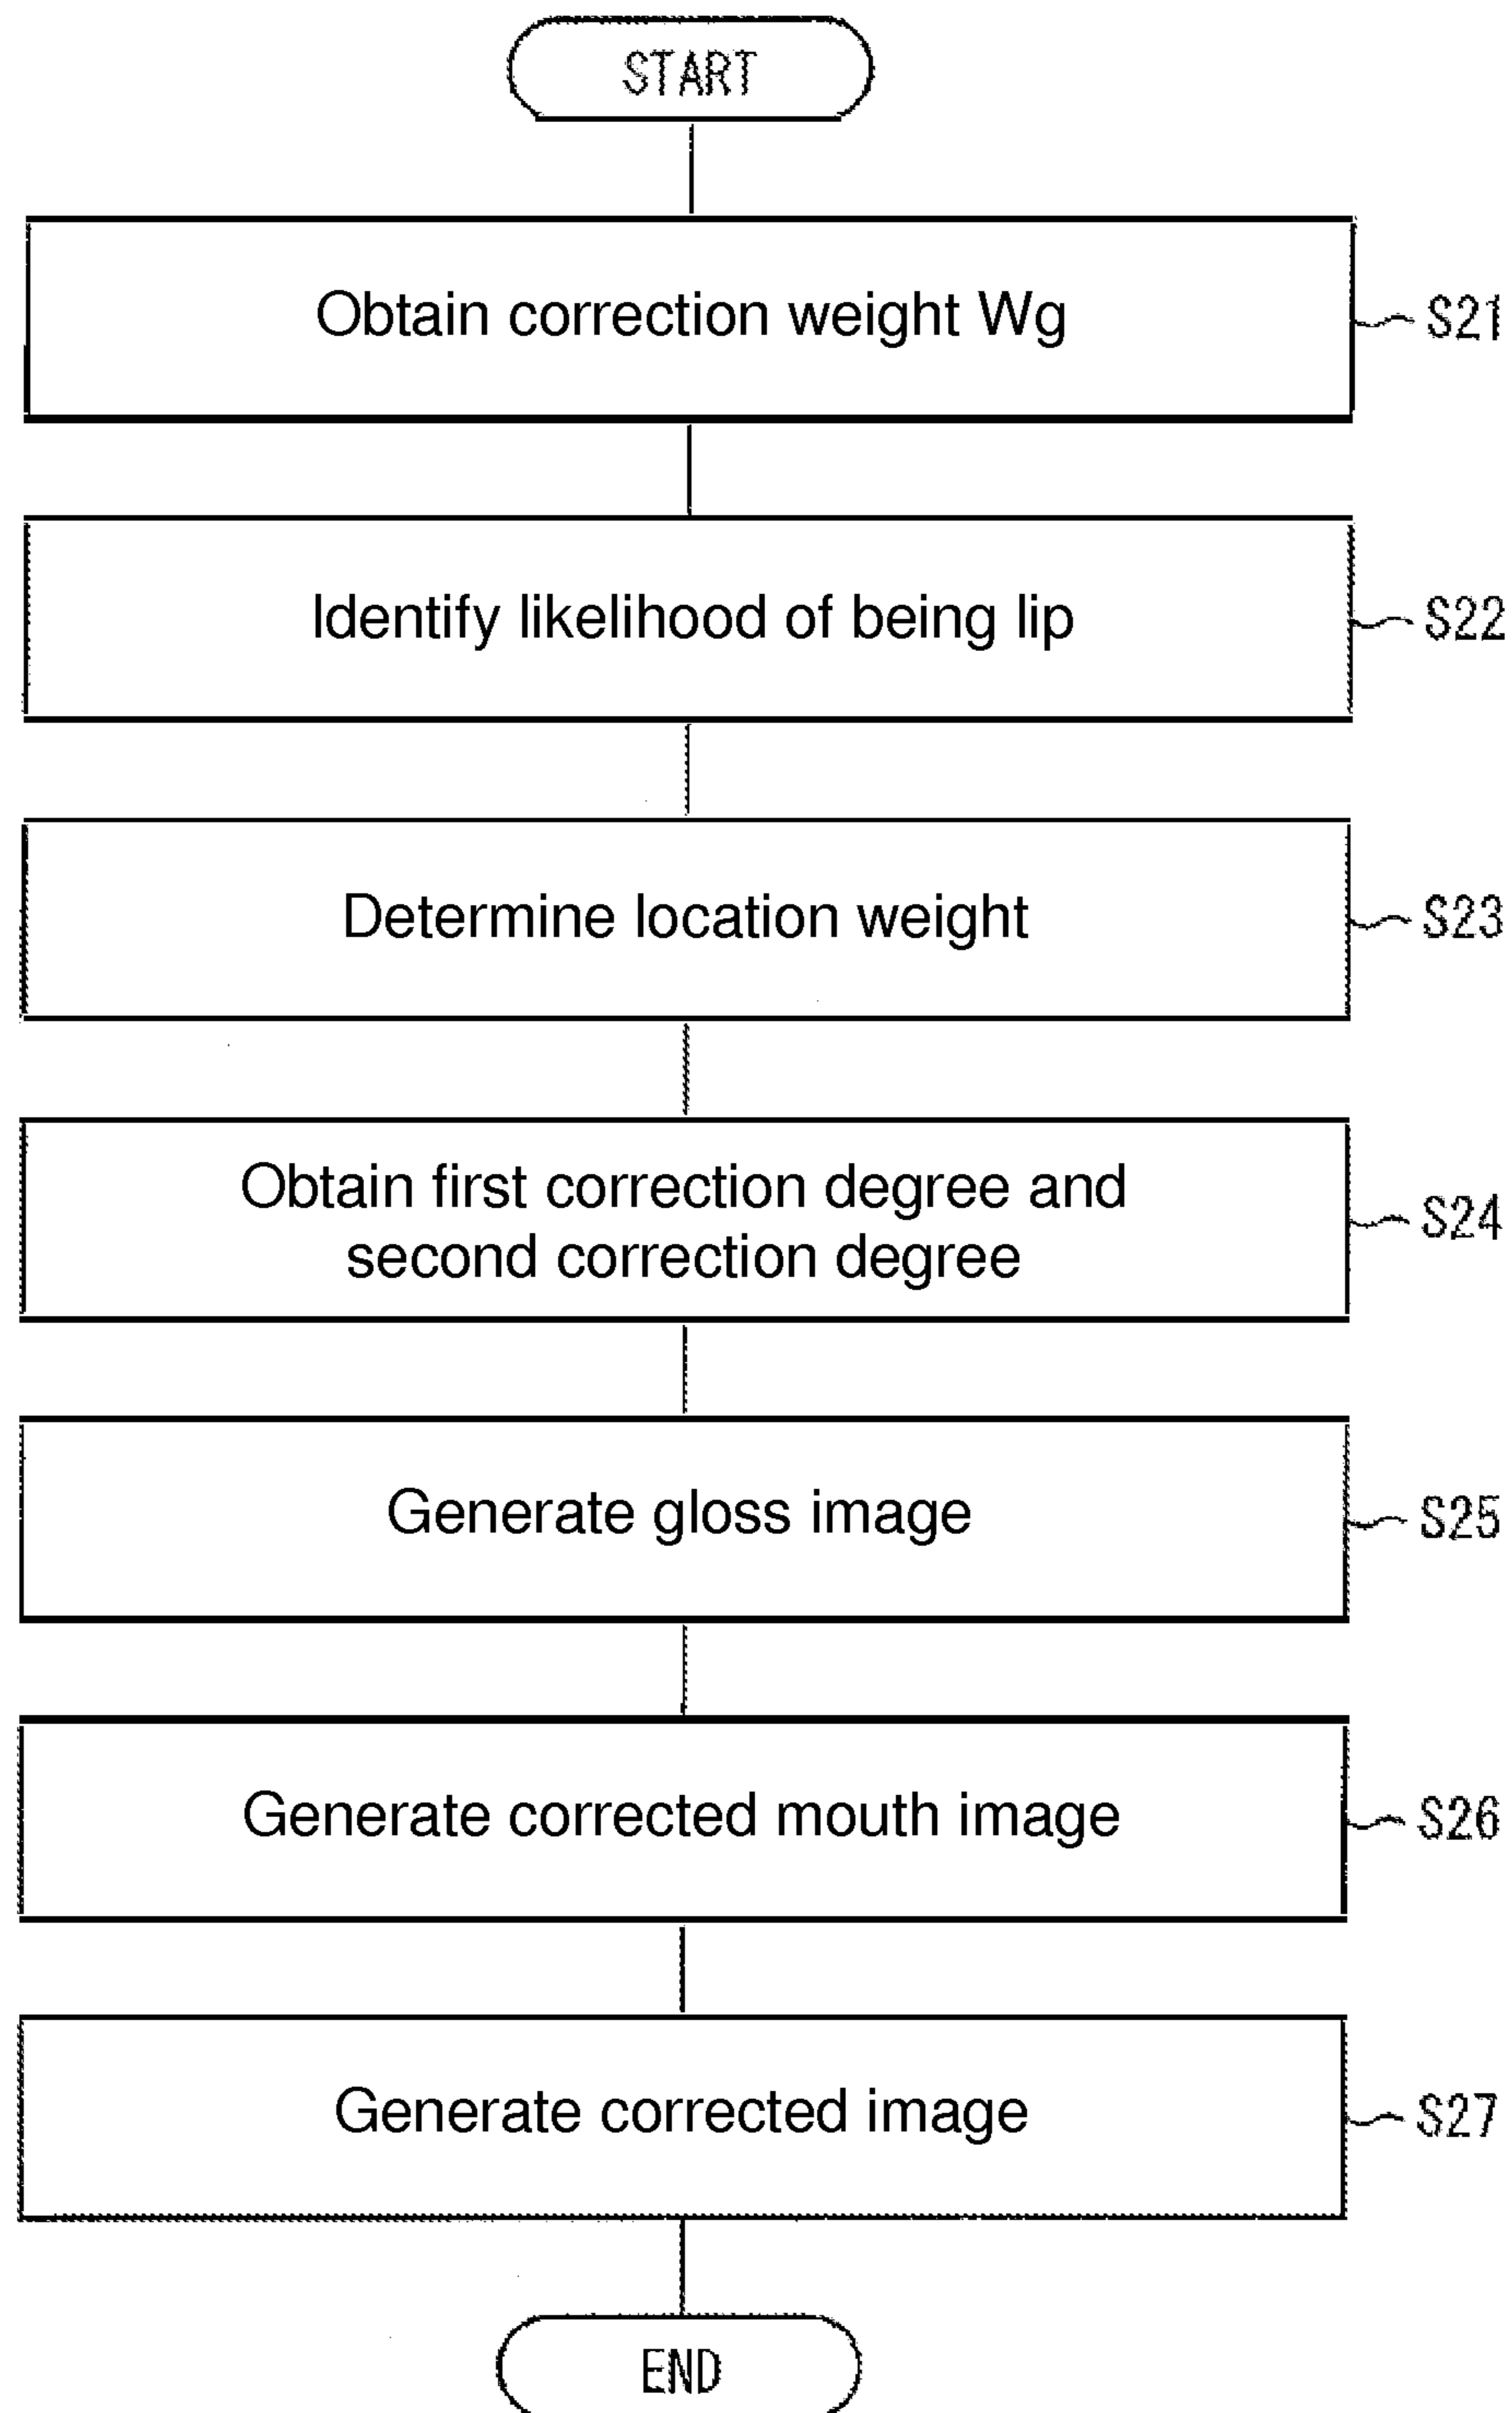 START
Obtain correction weight Wg
S21
Identify likelihood of being lip
S22
Determine location weight
S23
Obtain first correction degree and
second correction degree
S24
Generate gloss image
S25
Generate corrected mouth image
S26
Generate corrected image
S27
END